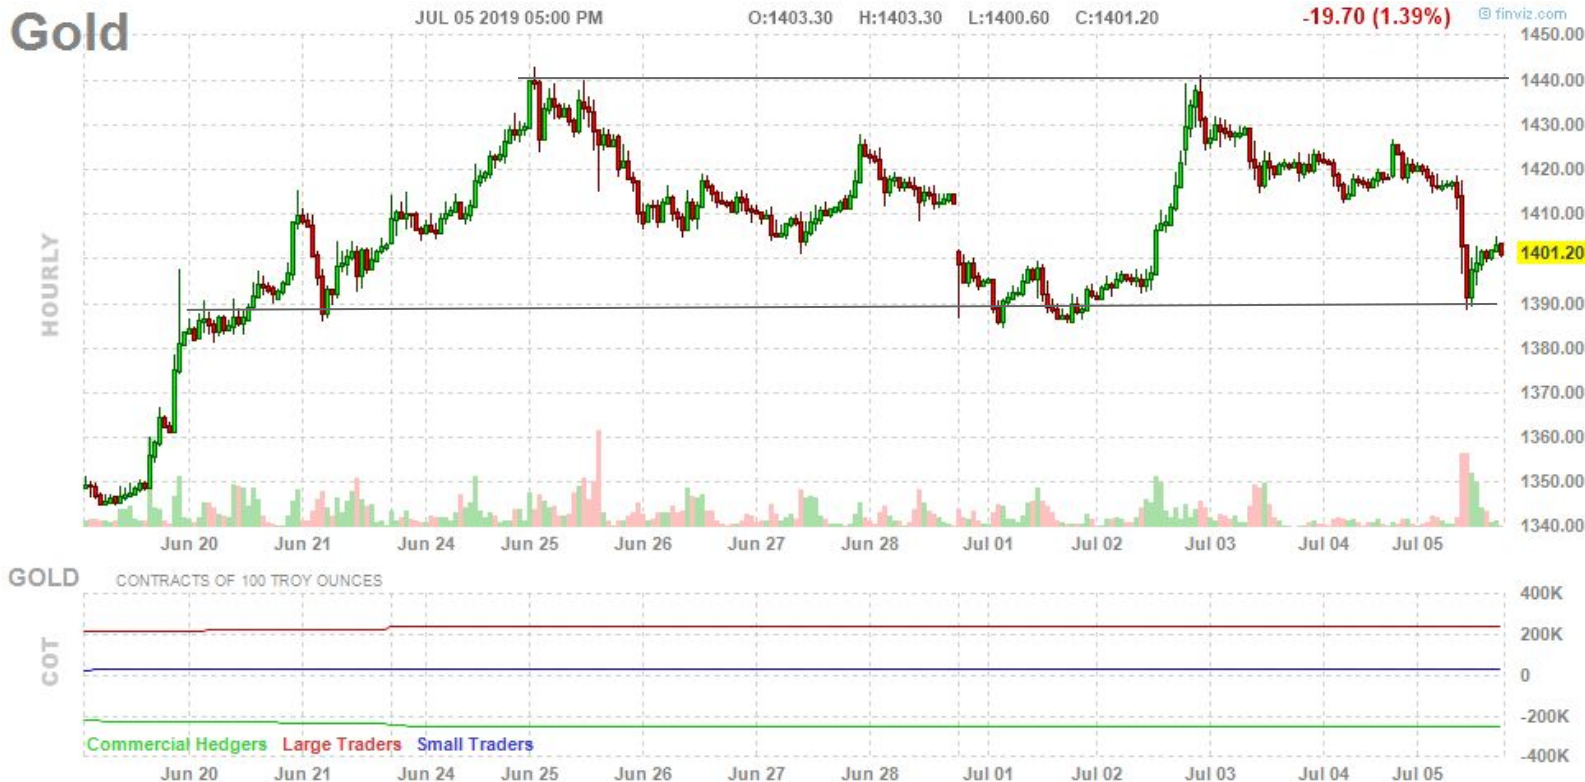 Gold
JUL 05 2019 05:00 PM O:1403.30 H:1403.30 L:1400.60 C:1401.20 -19.70 (1.39%) © finviz.com
1450.00
1440.00
1430.00
1420.00
1410.00
1401.20
1390.00
1380.00
1370.00
1360.00
1350.00
1340.00
HOURLY
Jun 20 Jun 21 Jun 24 Jun 25 Jun 26 Jun 27 Jun 28 Jul 01 Jul 02 Jul 03 Jul 04 Jul 05
GOLD CONTRACTS OF 100 TROY OUNCES
400K
200K
0
-200K
-400K
COT
Commercial Hedgers Large Traders Small Traders
Jun 20 Jun 21 Jun 24 Jun 25 Jun 26 Jun 27 Jun 28 Jul 01 Jul 02 Jul 03 Jul 04 Jul 05